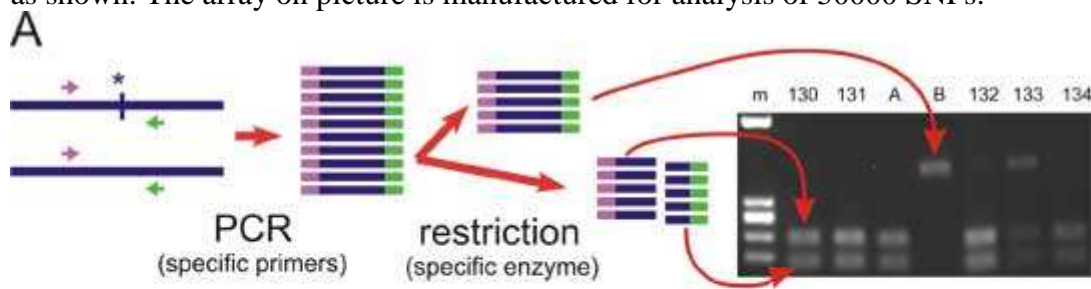 as shown. The array on picture is manufactured for analysis of 50000 SNPs.
A
*
m 130 131 A B 132 133 134
PCR
(specific primers)
restriction
(specific enzyme)